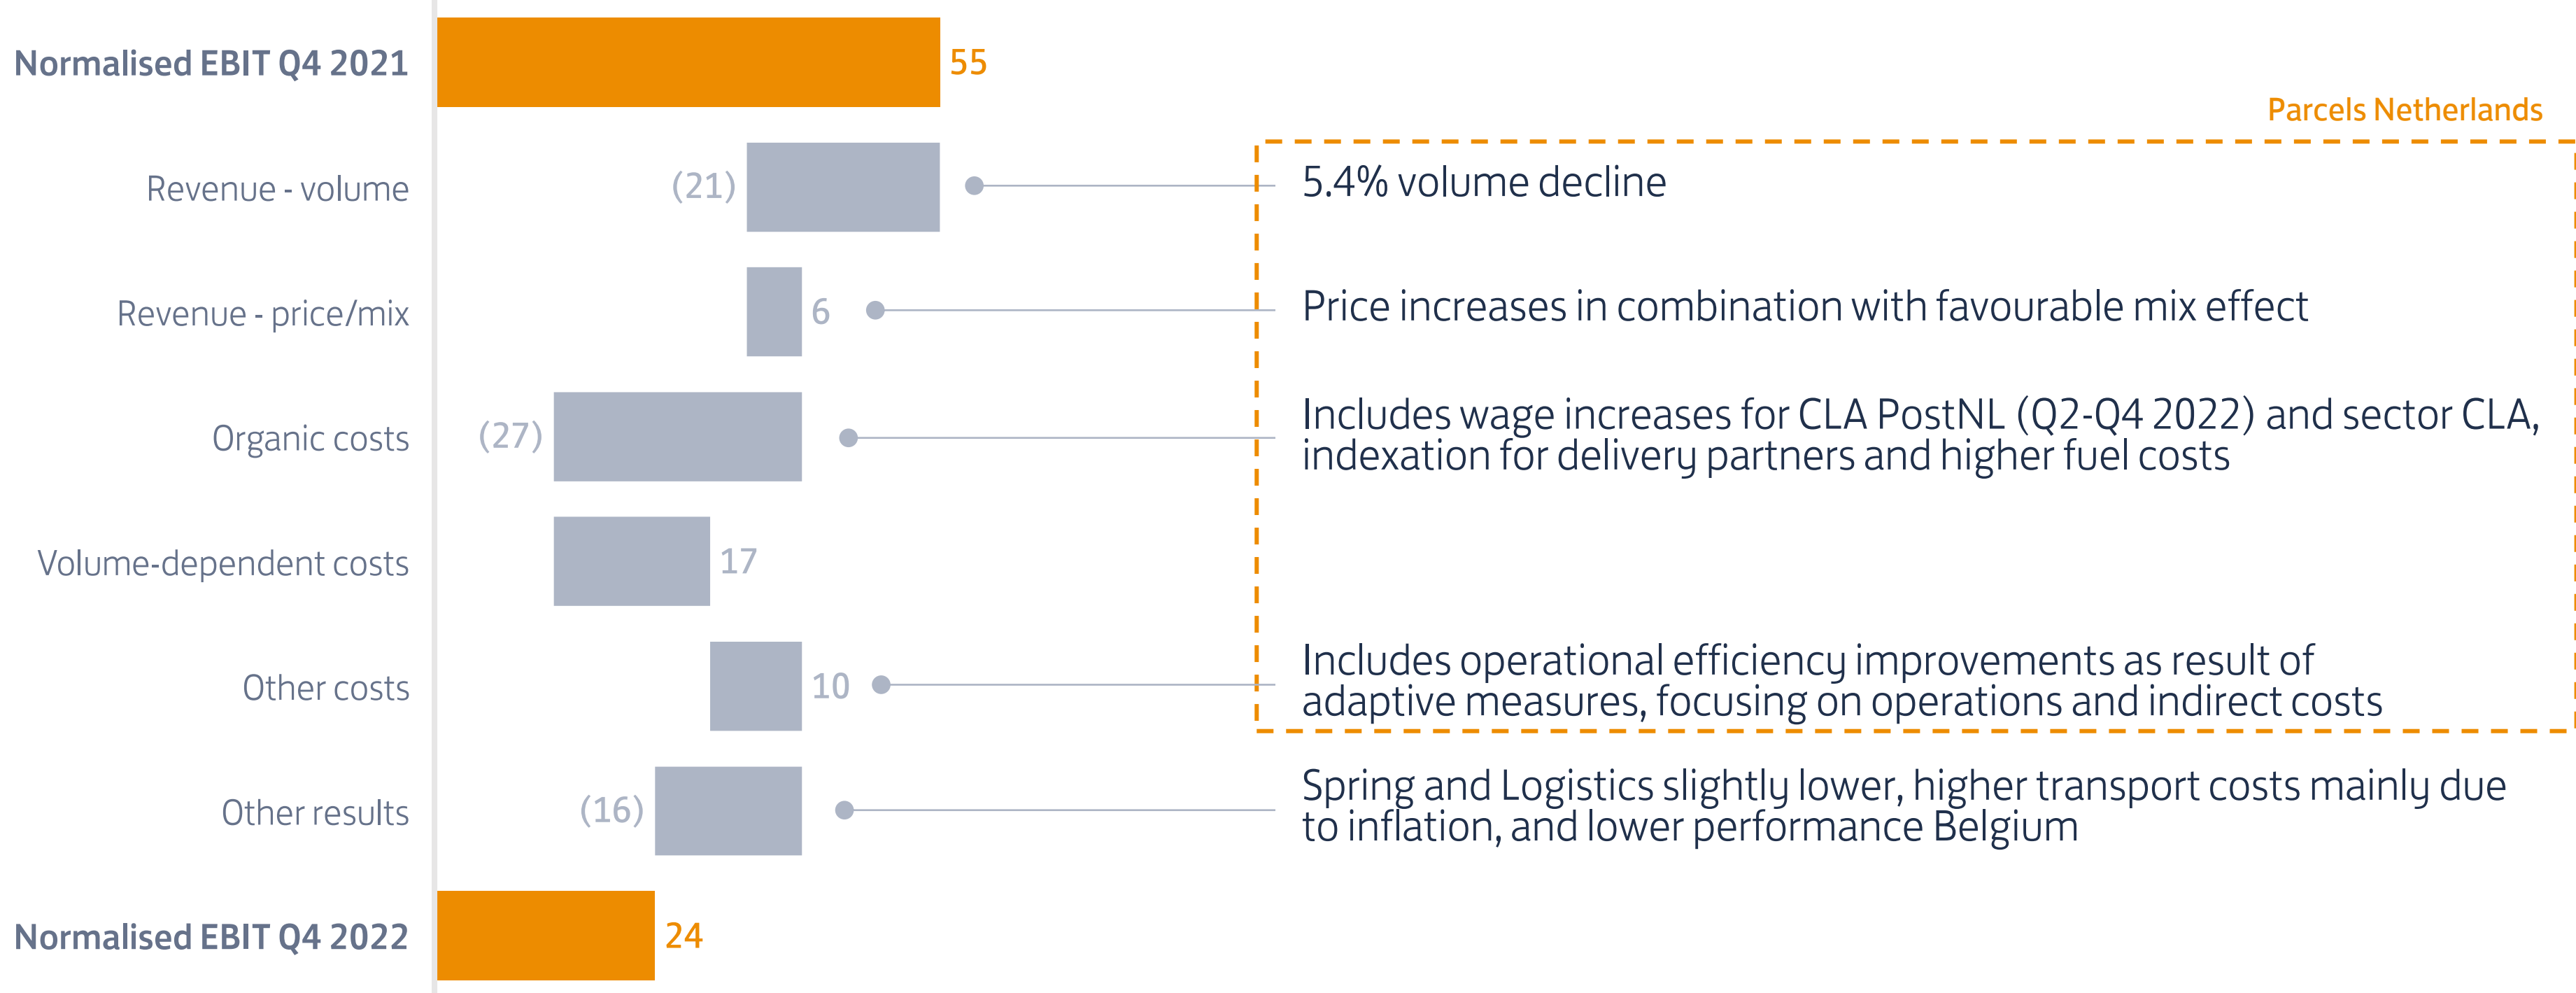 Normalised EBIT Q4 2021
55
Parcels Netherlands
Revenue - volume
(21)
5.4% volume decline
Revenue - price/mix
6
Price increases in combination with favourable mix effect
Organic costs
(27)
Includes wage increases for CLA PostNL (Q2-Q4 2022) and sector CLA,
indexation for delivery partners and higher fuel costs
Volume-dependent costs
17
Other costs
10
Includes operational efficiency improvements as result of
adaptive measures, focusing on operations and indirect costs
Other results
(16)
Spring and Logistics slightly lower, higher transport costs mainly due
to inflation, and lower performance Belgium
Normalised EBIT Q4 2022
24